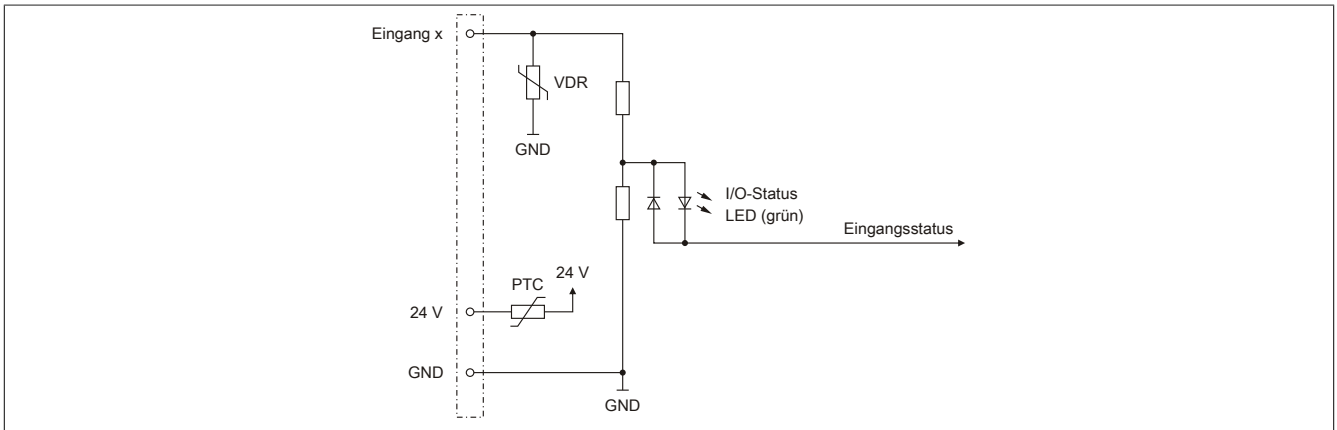 Eingang x
VDR
GND
I/O-Status
LED (grün)
Eingangsstatus
24 V
PTC
24 V
GND
GND